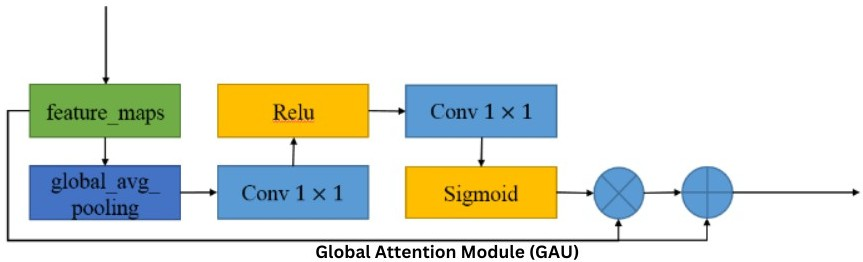 feature_maps
Relu
Conv 1 × 1
global_avg_
pooling
Conv 1 × 1
Sigmoid
Global Attention Module (GAU)